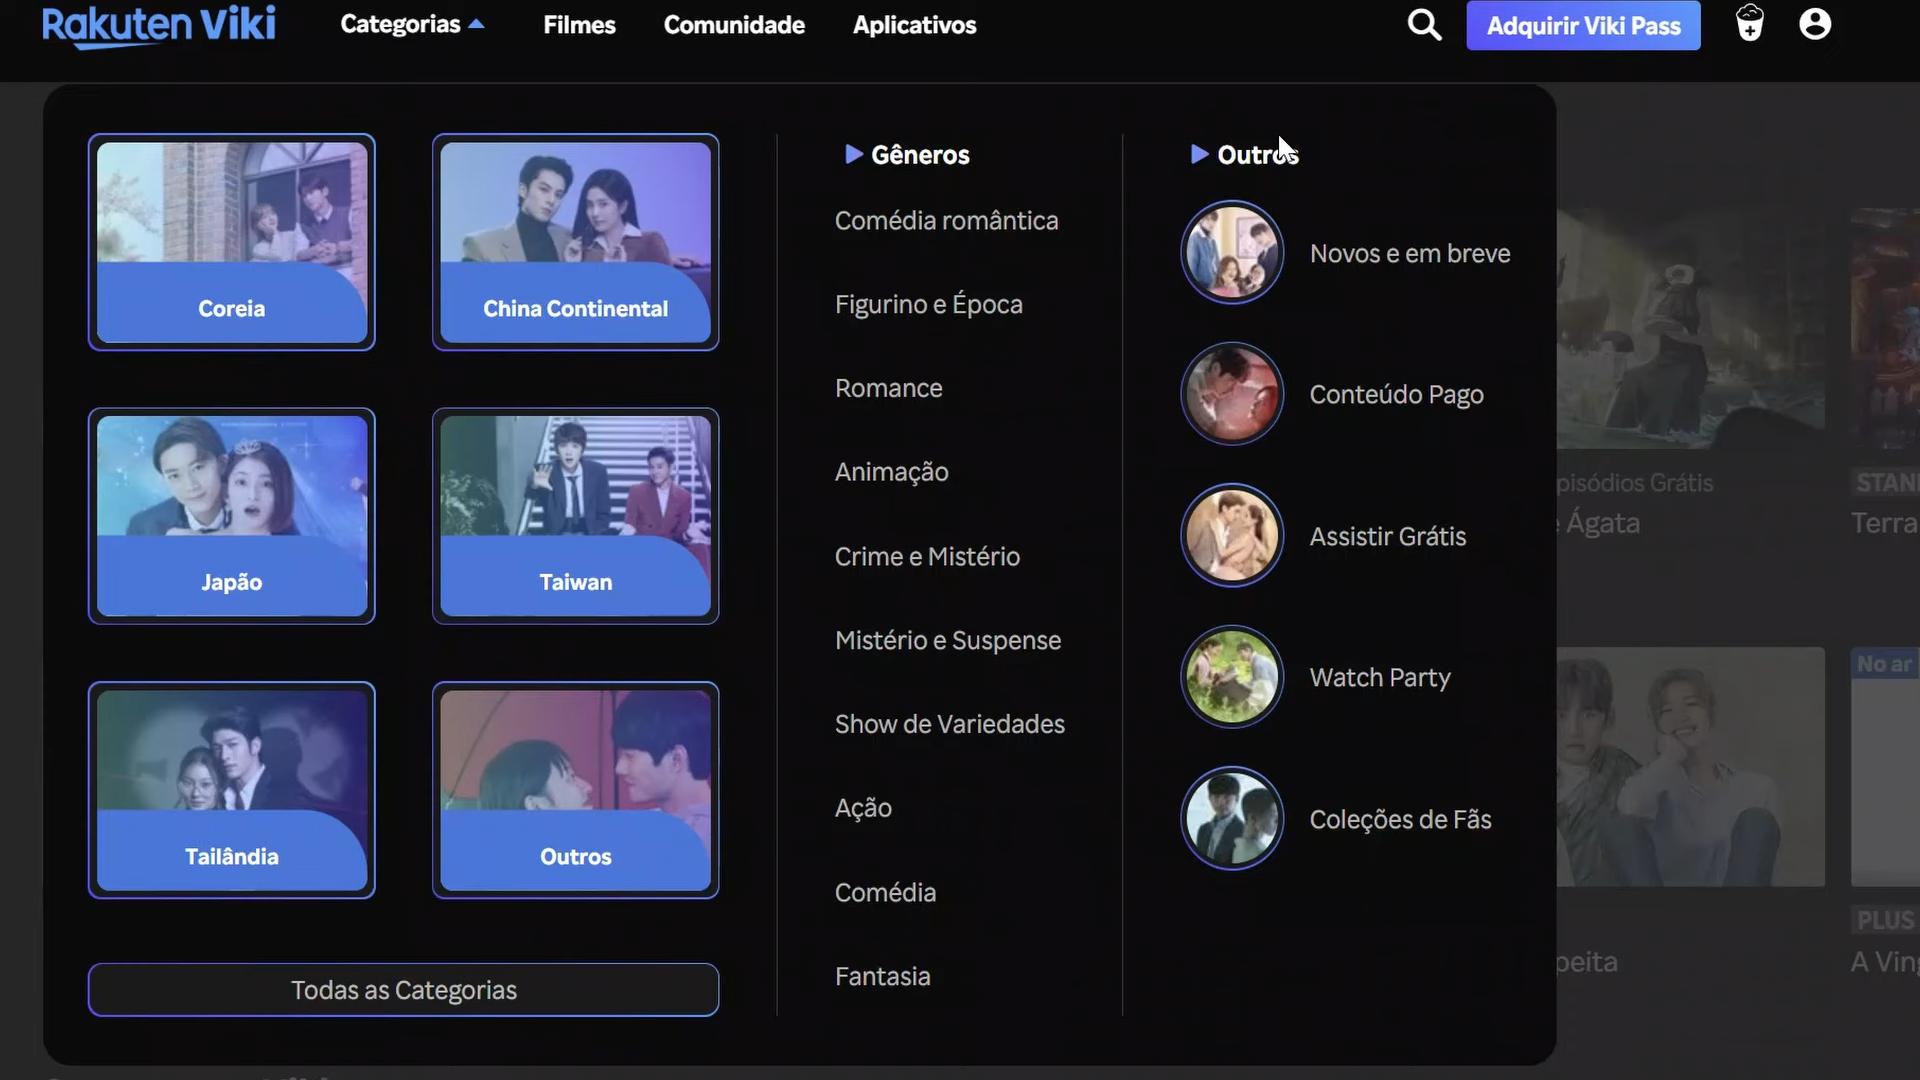 Rakuten Viki
Categorias
Filmes
Comunidade
Aplicativos
Adquirir Viki Pass
Coreia
China Continental
Japão
Taiwan
Tailândia
Outros
Todas as Categorias
Gêneros
Comédia romântica
Figurino e Época
Romance
Animação
Crime e Mistério
Mistério e Suspense
Show de Variedades
Ação
Comédia
Fantasia
Outros
Novos e em breve
Conteúdo Pago
Assistir Grátis
Watch Party
Coleções de Fãs
pisódios Grátis
Ágata
STAN
Terra
No ar
peita
PLUS
A Vin